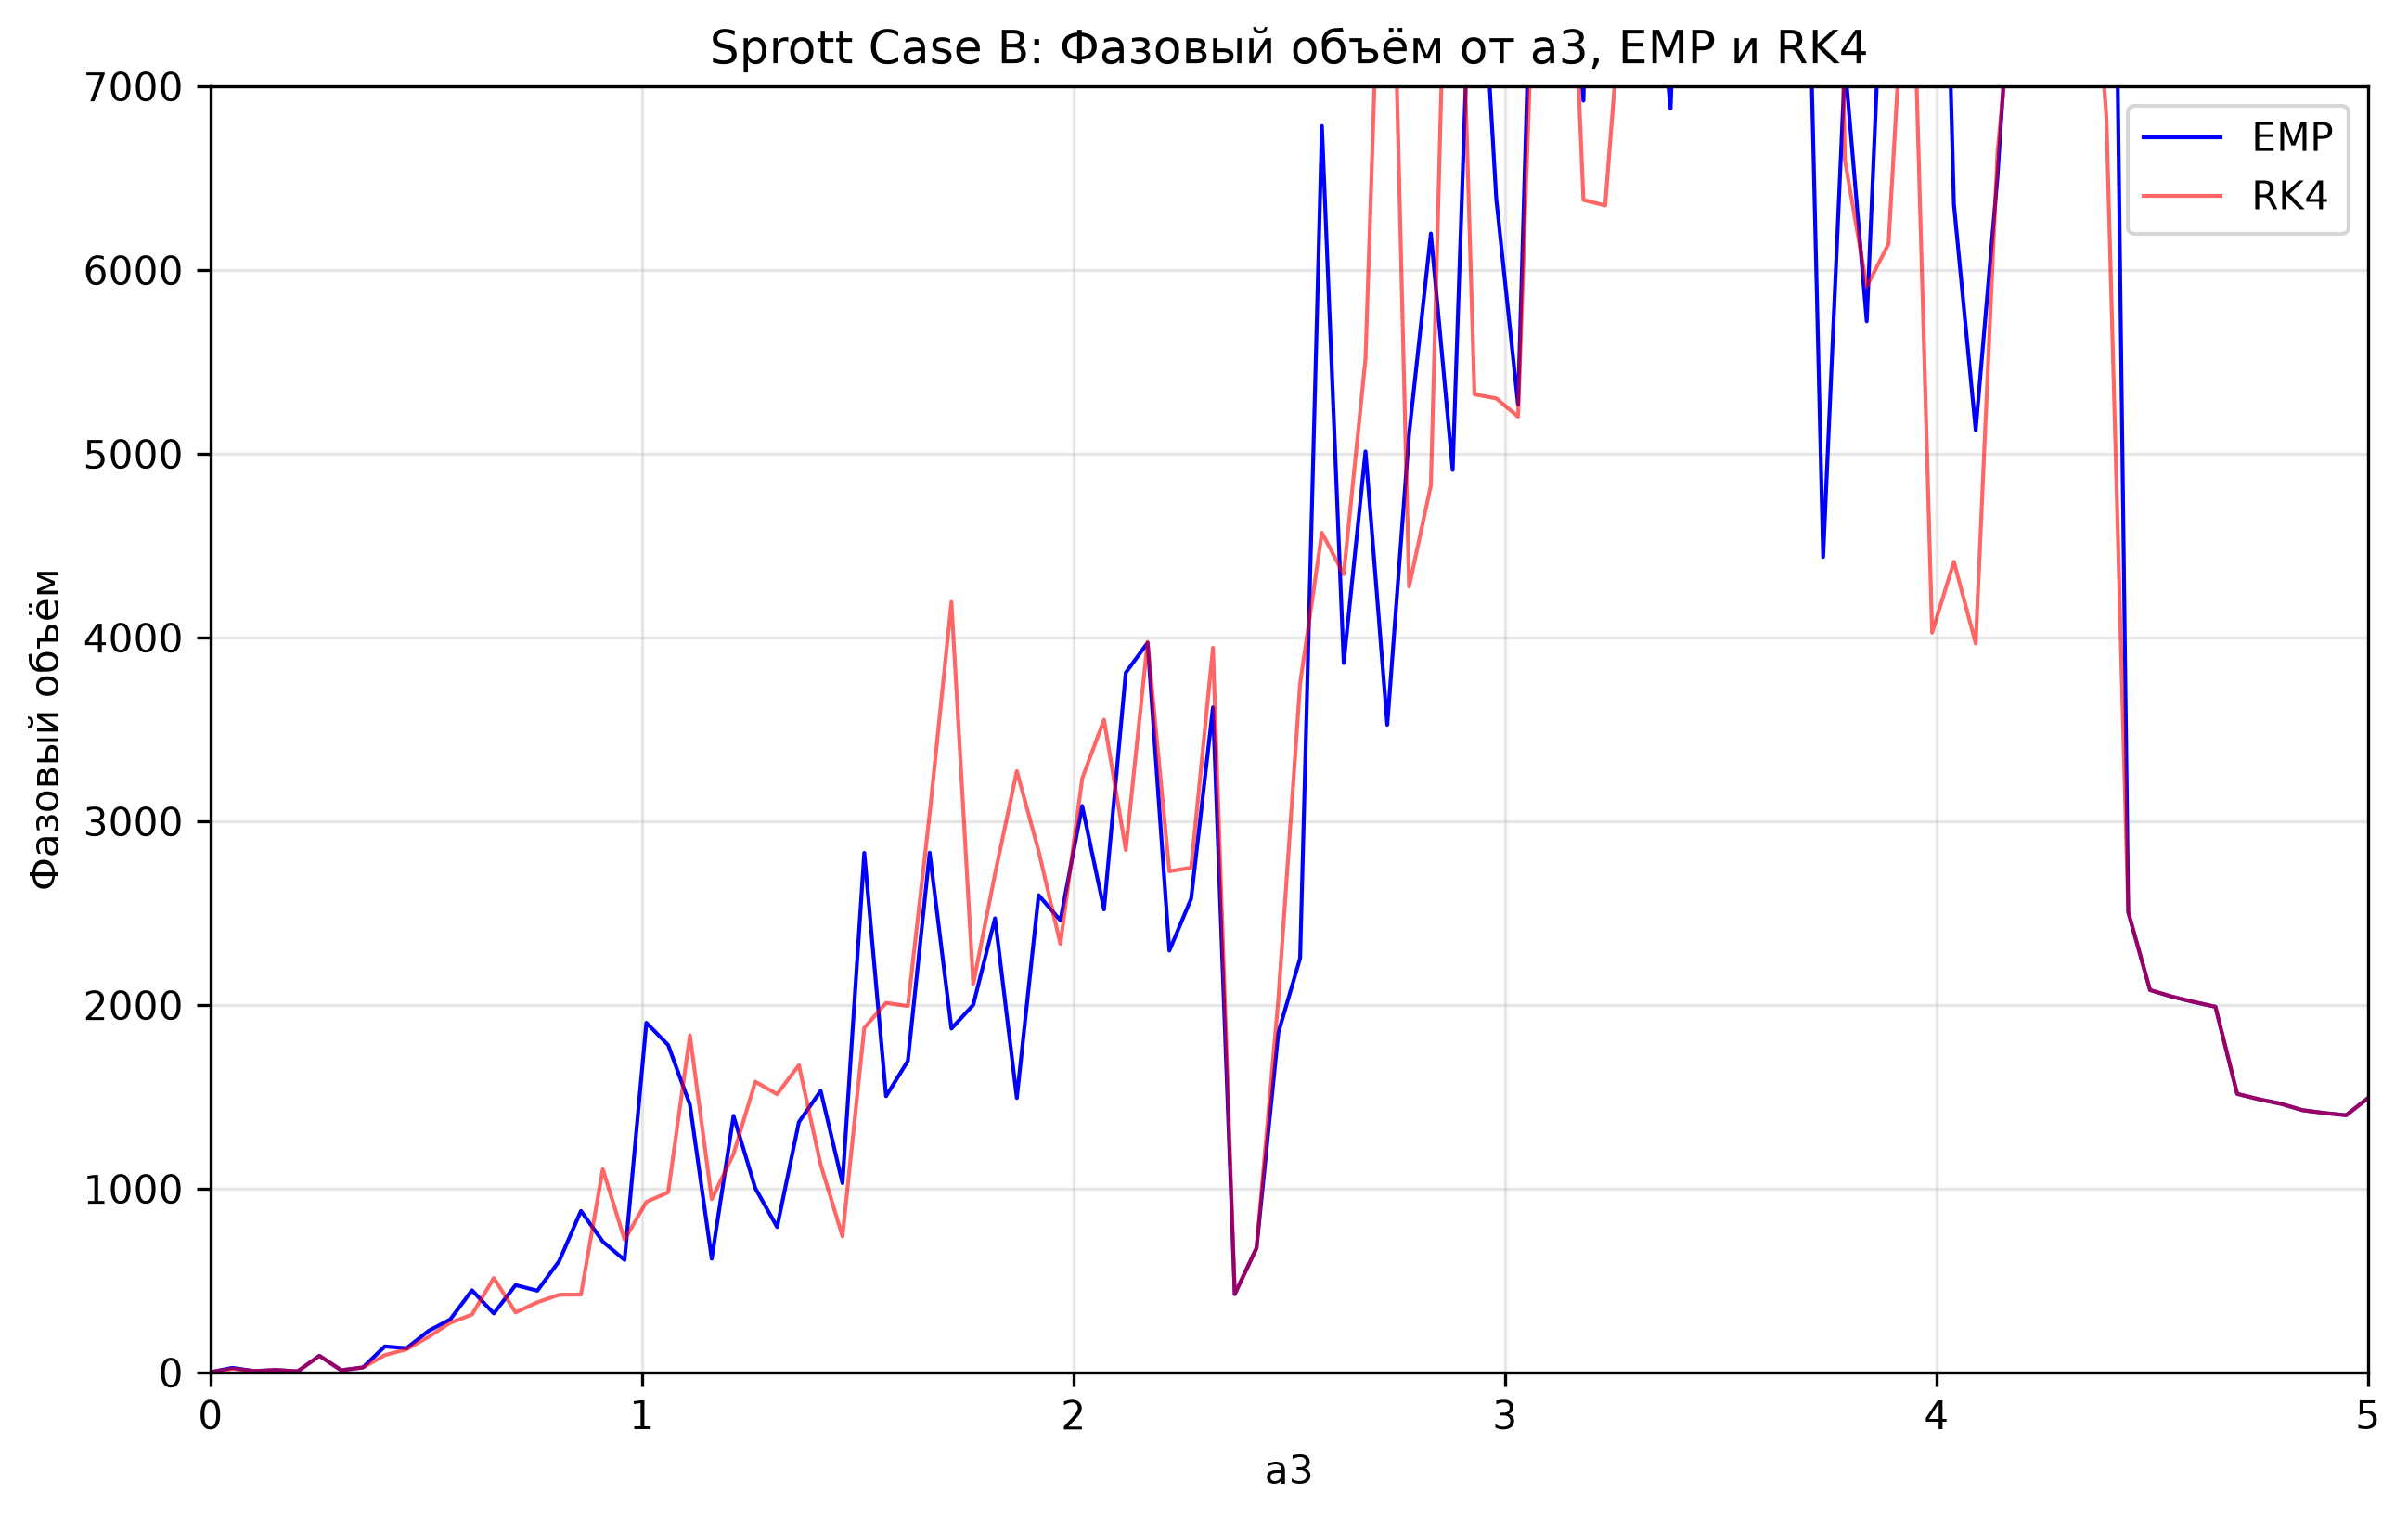 Sprott Case B: Фазовый объём от a3, EMP и RK4
7000
6000
5000
4000
3000
2000
1000
0
Фазовый объём
EMP
RK4
0 1 2 3 4 5
a3